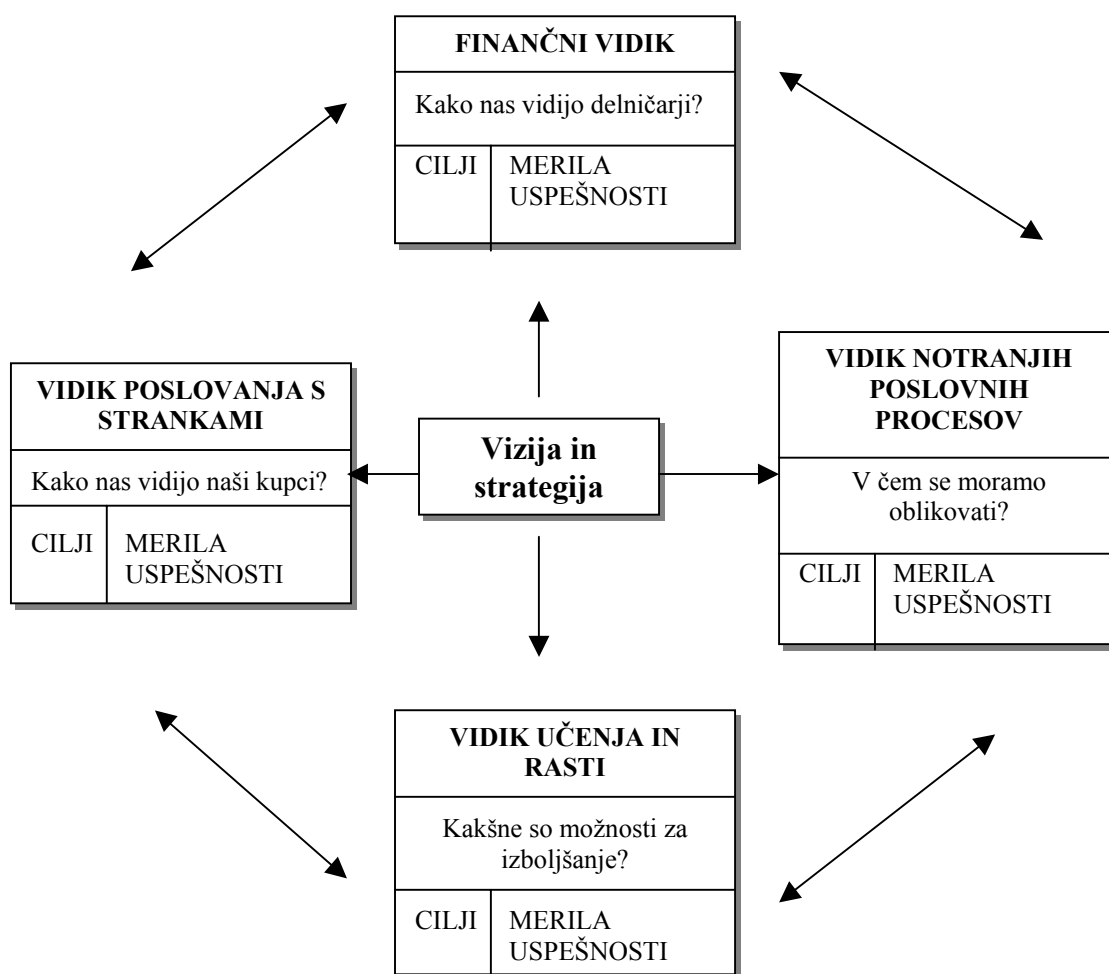 FINANČNI VIDIK
Kako nas vidijo delničarji?
CILJI
MERILA
USPEŠNOSTI
VIDIK POSLOVANJA S
STRANKAMI
Kako nas vidijo naši kupci?
CILJI
MERILA
USPEŠNOSTI
Vizija in
strategija
VIDIK NOTRANJIH
POSLOVNIH
PROCESOV
V čem se moramo
oblikovati?
CILJI
MERILA
USPEŠNOSTI
VIDIK UČENJA IN
RASTI
Kakšne so možnosti za
izboljšanje?
CILJI
MERILA
USPEŠNOSTI